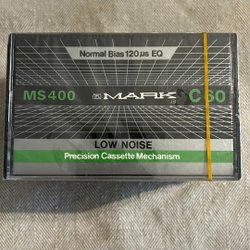 Normal Bias 120 µs EQ
MS400 MARK C60
LOW NOISE
Precision Cassette Mechanism